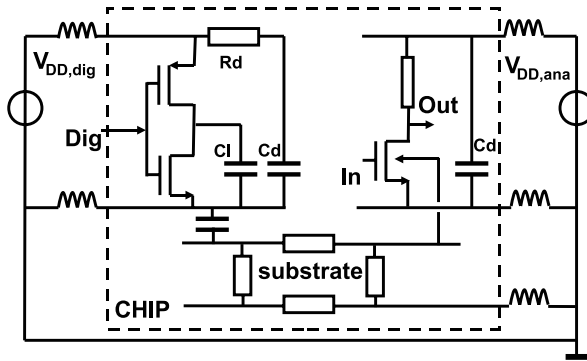 V_DD,dig
Rd
V_DD,ana
Out
Dig
Cl
Cd
Cd
In
substrate
CHIP